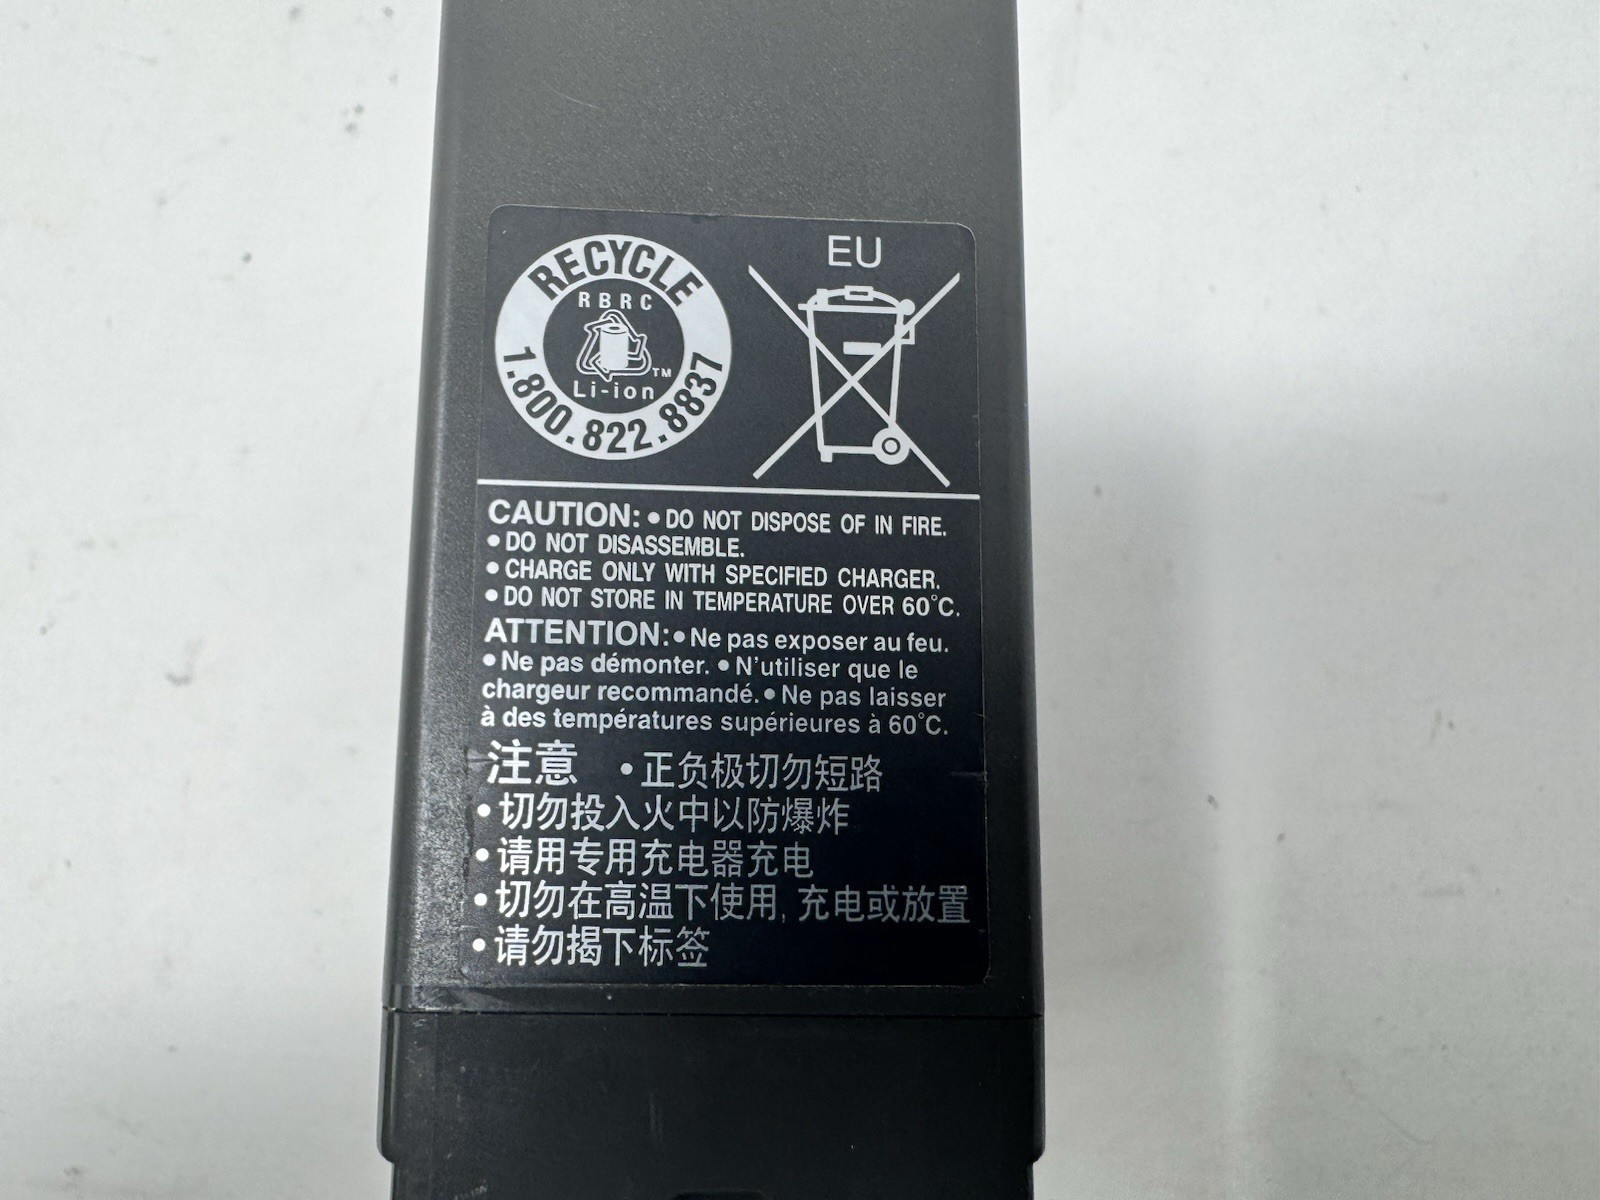 RECYCLE
RBRC
TM
Li-ion
1.800.822.8837
EU
CAUTION: • DO NOT DISPOSE OF IN FIRE.
• DO NOT DISASSEMBLE.
• CHARGE ONLY WITH SPECIFIED CHARGER.
• DO NOT STORE IN TEMPERATURE OVER 60°C.
ATTENTION: • Ne pas exposer au feu.
• Ne pas démonter. • N'utiliser que le
chargeur recommandé. • Ne pas laisser
à des températures supérieures à 60°C.
注意 • 正负极切勿短路
• 切勿投入火中以防爆炸
• 请用专用充电器充电
• 切勿在高温下使用, 充电或放置
• 请勿揭下标签